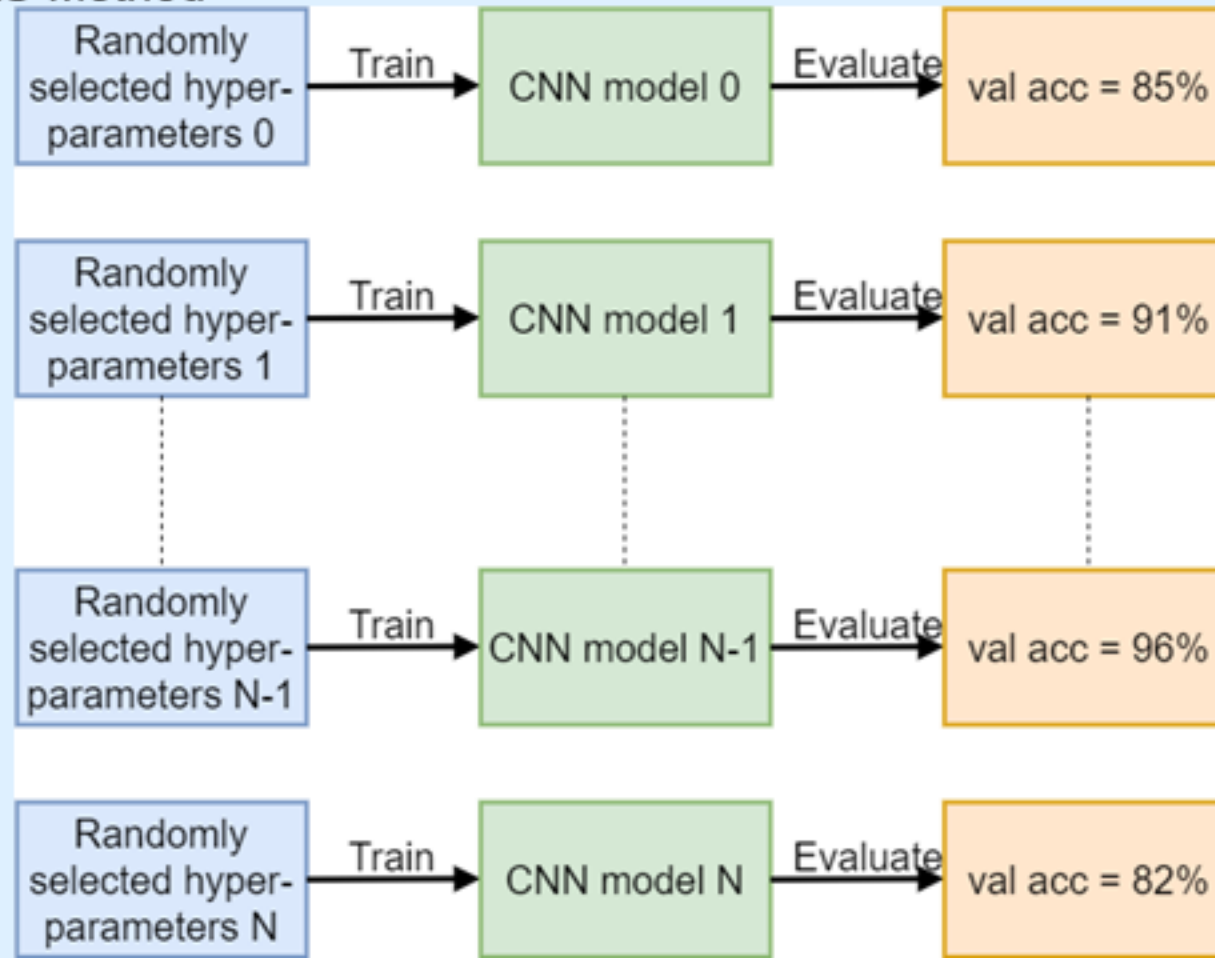 Randomly
selected hyper-
parameters 0
Train
CNN model 0
Evaluate
val acc = 85%
Randomly
selected hyper-
parameters 1
Train
CNN model 1
Evaluate
val acc = 91%
Randomly
selected hyper-
parameters N-1
Train
CNN model N-1
Evaluate
val acc = 96%
Randomly
selected hyper-
parameters N
Train
CNN model N
Evaluate
val acc = 82%